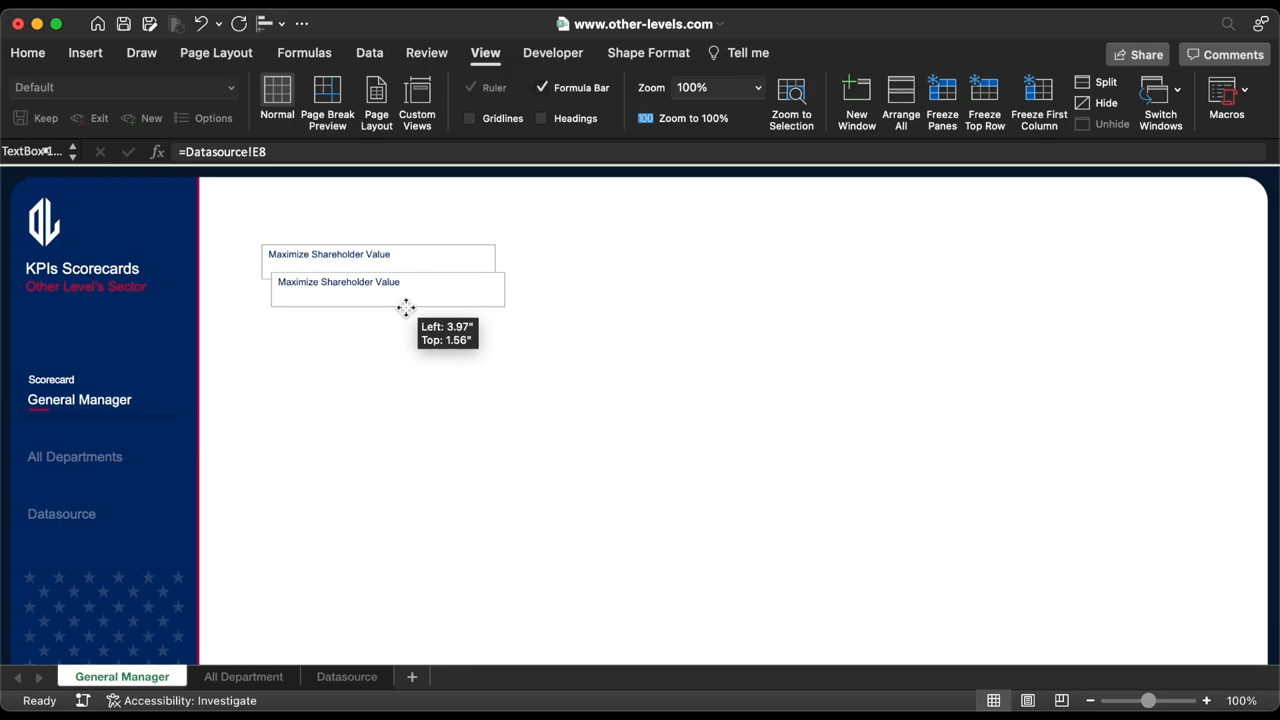 www.other-levels.com
Home Insert Draw Page Layout Formulas Data Review View Developer Shape Format Tell me
Share Comments
Default
Keep Exit New Options
Normal
Page Break Preview
Page Layout
Custom Views
Ruler
Formula Bar
Gridlines
Headings
Zoom 100%
100 Zoom to 100%
Zoom to Selection
New Window
Arrange All
Freeze Panes
Freeze Top Row
Freeze First Column
Split
Hide
Unhide
Switch Windows
Macros
TextBox 1...
fx =Datasource!E8
KPIs Scorecards
Other Level's Sector
Scorecard
General Manager
All Departments
Datasource
Maximize Shareholder Value
Maximize Shareholder Value
Left: 3.97"
Top: 1.56"
General Manager All Department Datasource
Ready Accessibility: Investigate 100%